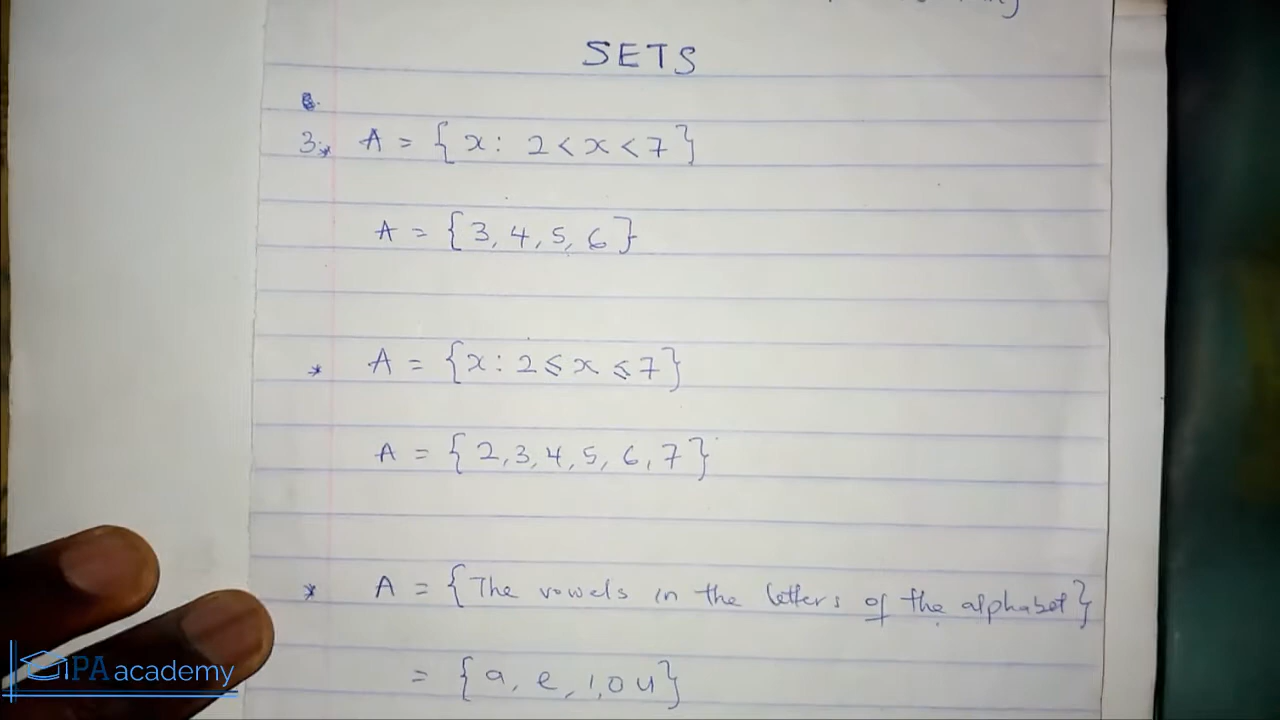 SETS
3.* A = {x: 2 < x < 7}
A = {3, 4, 5, 6}
* A = {x: 2 ≤ x ≤ 7}
A = {2, 3, 4, 5, 6, 7}
* A = {The vowels in the letters of the alphabet}
= {a, e, i, o u}
PA academy